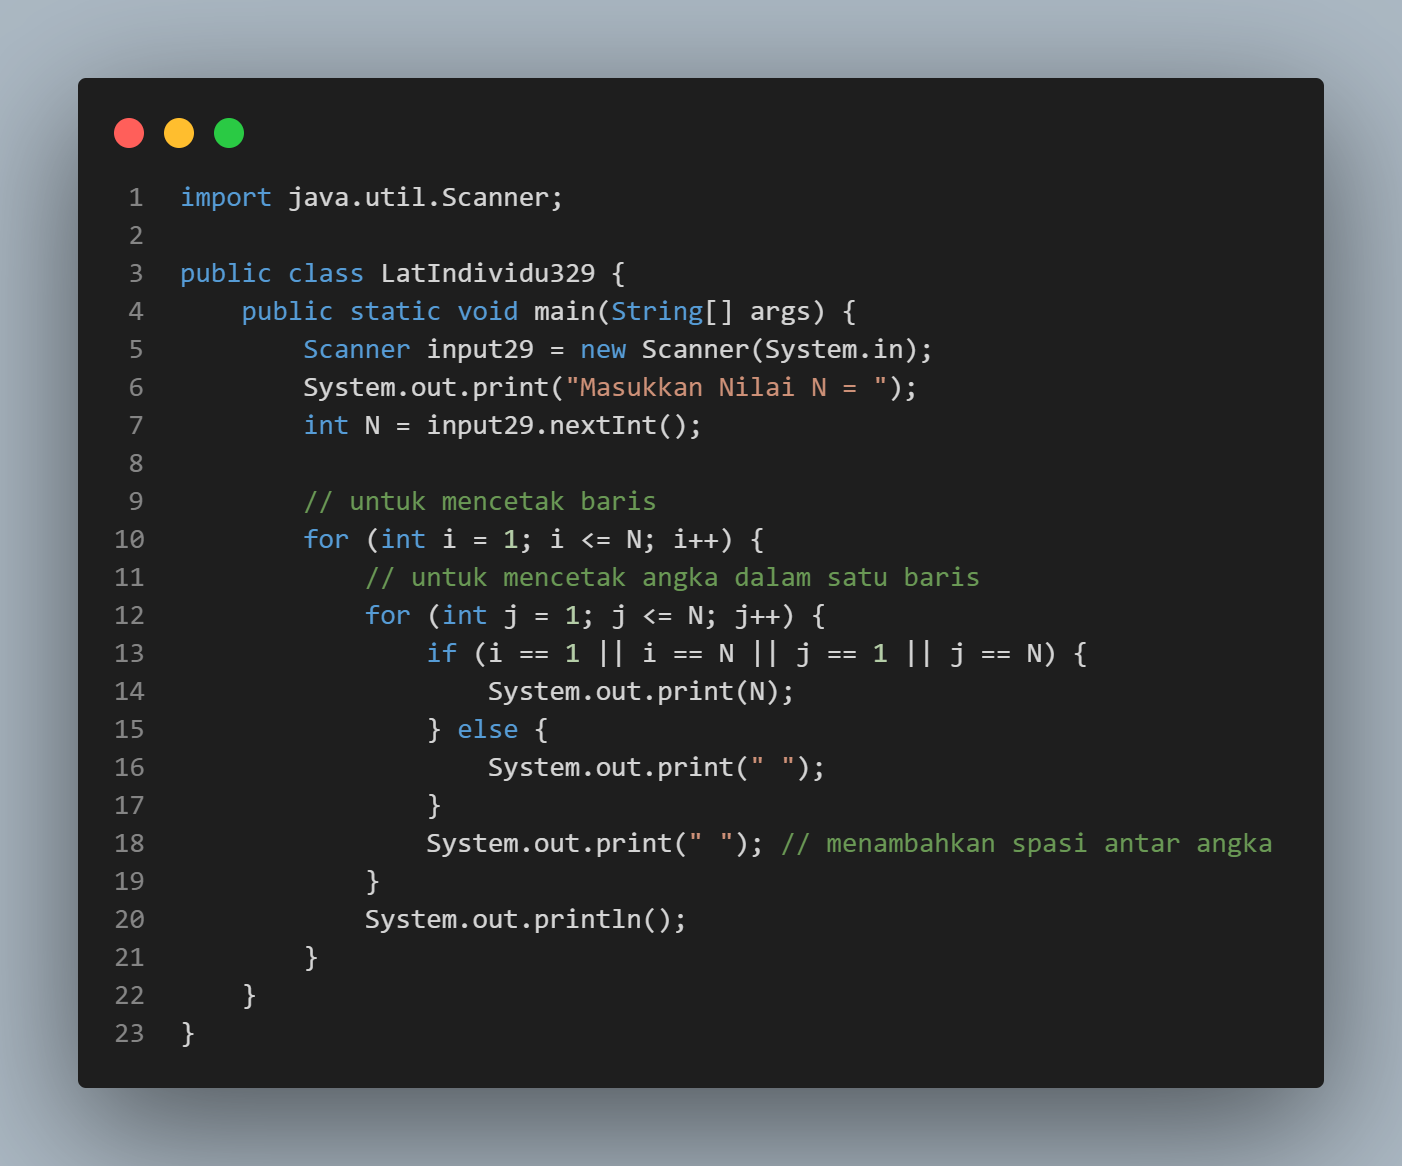 1 import java.util.Scanner;
2
3 public class LatIndividu329 {
4     public static void main(String[] args) {
5         Scanner input29 = new Scanner(System.in);
6         System.out.print("Masukkan Nilai N = ");
7         int N = input29.nextInt();
8
9         // untuk mencetak baris
10         for (int i = 1; i <= N; i++) {
11             // untuk mencetak angka dalam satu baris
12             for (int j = 1; j <= N; j++) {
13                 if (i == 1 || i == N || j == 1 || j == N) {
14                     System.out.print(N);
15                 } else {
16                     System.out.print(" ");
17                 }
18                 System.out.print(" "); // menambahkan spasi antar angka
19             }
20             System.out.println();
21         }
22     }
23 }